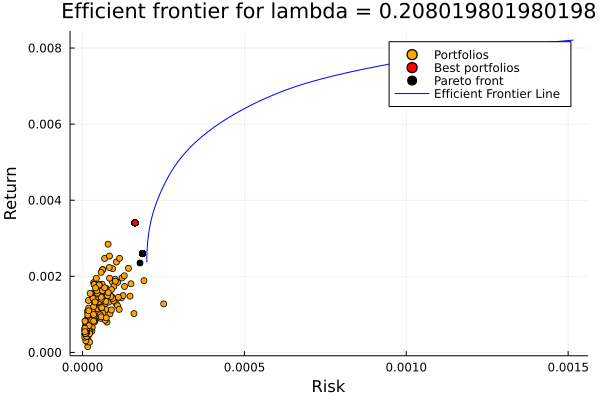 Efficient frontier for lambda = 0.208019801980198
0.008
0.006
0.004
0.002
0.000
Return
Portfolios
Best portfolios
Pareto front
Efficient Frontier Line
0.0000
0.0005
0.0010
0.0015
Risk